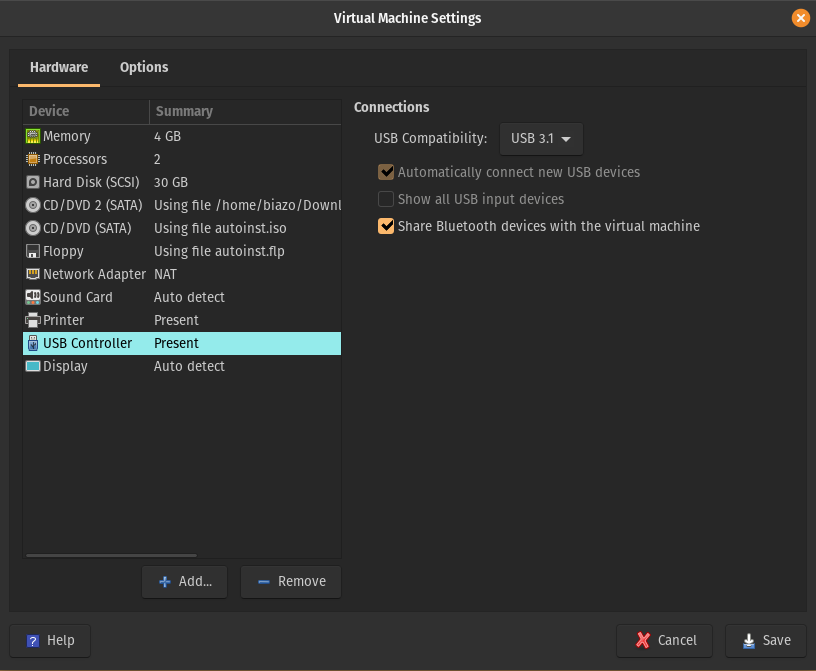 Virtual Machine Settings
Hardware Options
Device Summary
Memory 4 GB
Processors 2
Hard Disk (SCSI) 30 GB
CD/DVD 2 (SATA) Using file /home/biazo/Downl
CD/DVD (SATA) Using file autoinst.iso
Floppy Using file autoinst.flp
Network Adapter NAT
Sound Card Auto detect
Printer Present
USB Controller Present
Display Auto detect
Add... Remove
Connections
USB Compatibility: USB 3.1
Automatically connect new USB devices
Show all USB input devices
Share Bluetooth devices with the virtual machine
Help Cancel Save